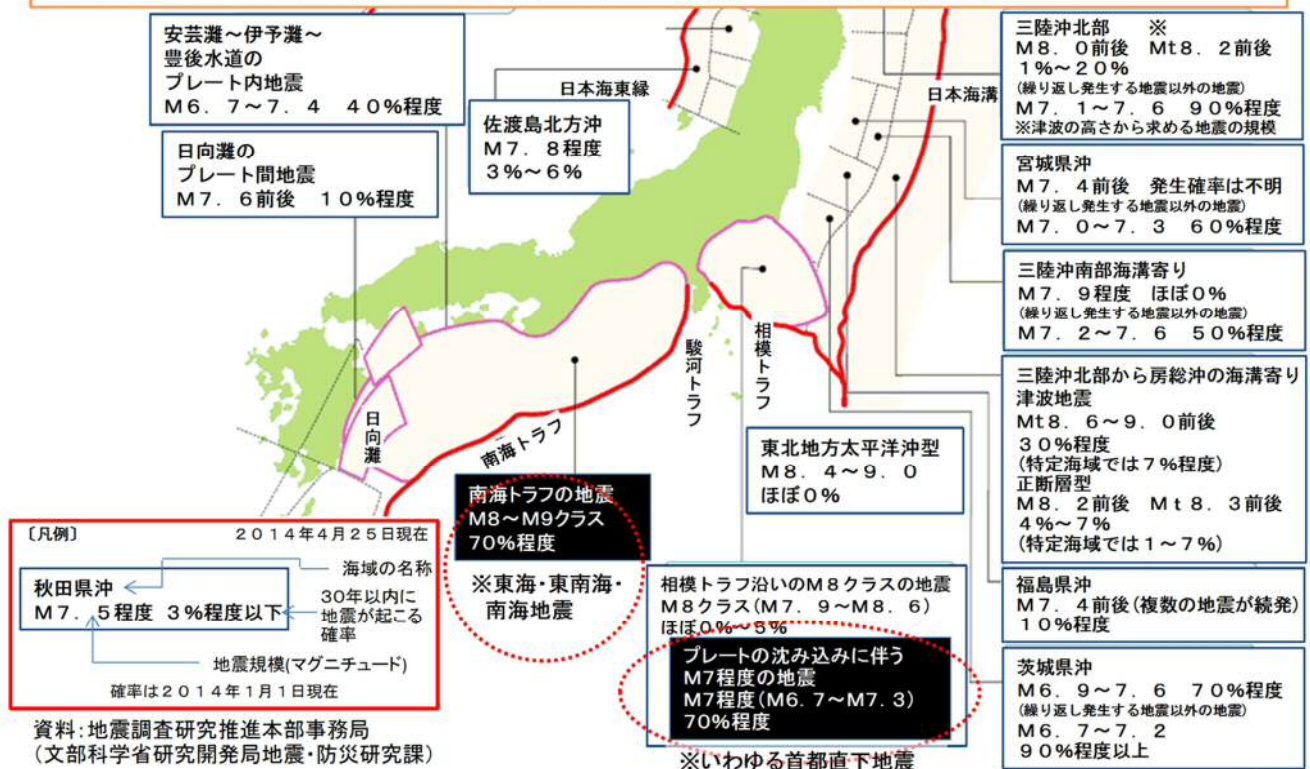 安芸灘～伊予灘～
豊後水道の
プレート内地震
M６．７～７．４　４０％程度
日向灘の
プレート間地震
M７．６前後　１０％程度
日本海東縁
佐渡島北方沖
M７．８程度
３％～６％
日本海溝
三陸沖北部　※
M８．０前後　Mt８．２前後
１％～２０％
(繰り返し発生する地震以外の地震)
M７．１～７．６　９０％程度
※津波の高さから求める地震の規模
宮城県沖
M７．４前後　発生確率は不明
(繰り返し発生する地震以外の地震)
M７．０～７．３　６０％程度
三陸沖南部海溝寄り
M７．９程度　ほぼ０％
(繰り返し発生する地震以外の地震)
M７．２～７．６　５０％程度
三陸沖北部から房総沖の海溝寄り
津波地震
Mt８．６～９．０前後
３０％程度
(特定海域では７％程度)
正断層型
M８．２前後　Mｔ８．３前後
４％～７％
(特定海域では１～７％)
福島県沖
M７．４前後(複数の地震が続発)
１０％程度
茨城県沖
M６．９～７．６　７０％程度
(繰り返し発生する地震以外の地震)
M６．７～７．２
９０％程度以上
相模トラフ
駿河トラフ
南海トラフ
日向灘
東北地方太平洋沖型
M８．４～９．０
ほぼ０％
南海トラフの地震
M8～M9クラス
70％程度
※東海・東南海・
南海地震
相模トラフ沿いのM８クラスの地震
M８クラス(M７．９～M８．６)
ほぼ０％～５％
プレートの沈み込みに伴う
M7程度の地震
M7程度(M６．７～M７．３)
70％程度
※いわゆる首都直下地震
〔凡例〕　２０１４年４月２５日現在
秋田県沖
M７．５程度　３％程度以下
海域の名称
３０年以内に
地震が起こる
確率
地震規模(マグニチュード)
確率は２０１４年１月１日現在
資料：地震調査研究推進本部事務局
（文部科学省研究開発局地震・防災研究課）